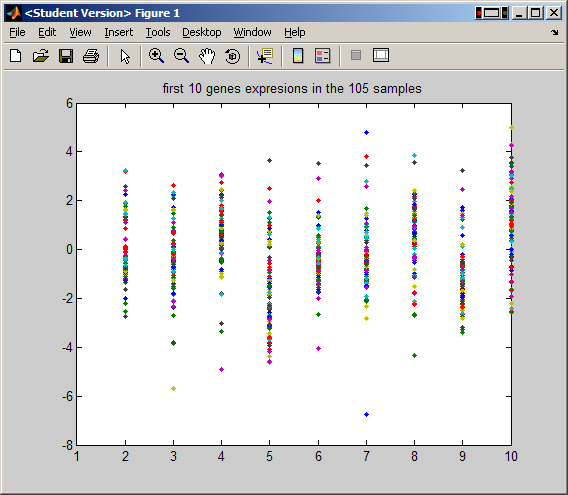 <Student Version> Figure 1
File Edit View Insert Tools Desktop Window Help
first 10 genes expresions in the 105 samples
6
4
2
0
-2
-4
-6
-8
1 2 3 4 5 6 7 8 9 10